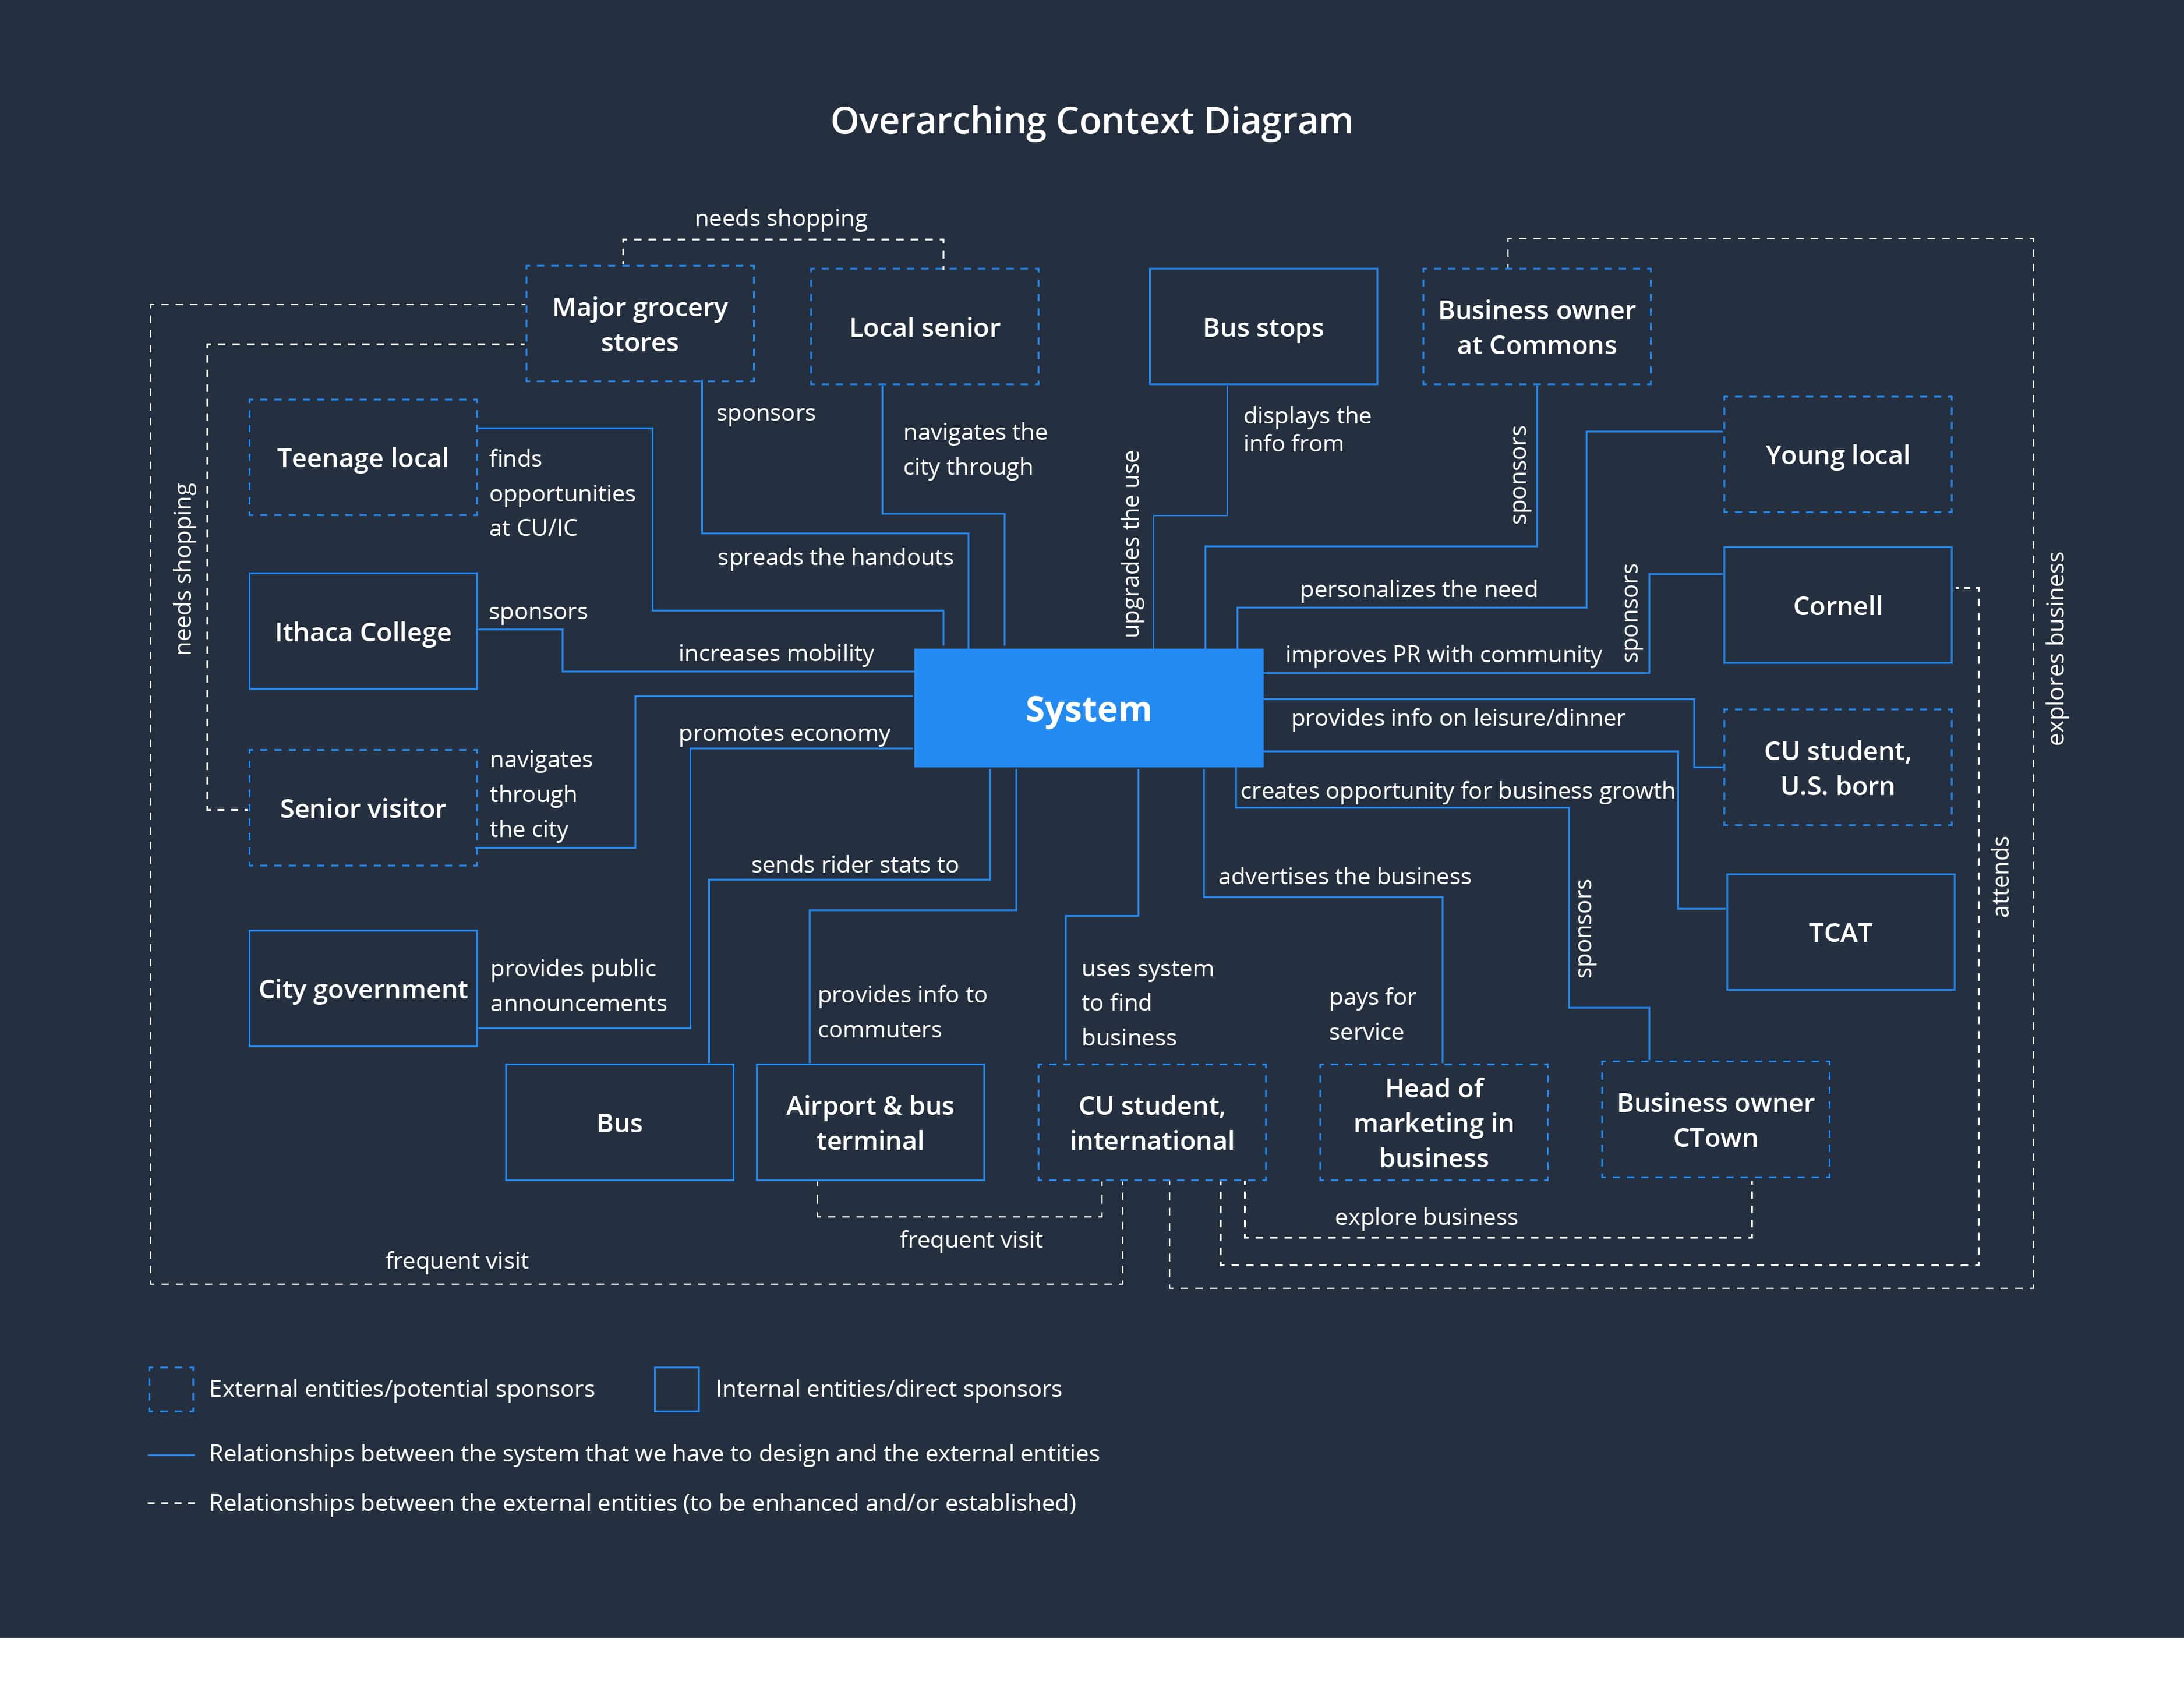 Overarching Context Diagram
needs shopping
Major grocery
stores
Local senior
Bus stops
Business owner
at Commons
Teenage local
finds
opportunities
at CU/IC
sponsors
navigates the
city through
displays the
info from
upgrades the use
sponsors
Young local
spreads the handouts
needs shopping
Ithaca College
sponsors
increases mobility
personalizes the need
improves PR with community
sponsors
Cornell
explores business
System
promotes economy
provides info on leisure/dinner
CU student,
U.S. born
Senior visitor
navigates
through
the city
creates opportunity for business growth
sends rider stats to
advertises the business
sponsors
attends
TCAT
City government
provides public
announcements
provides info to
commuters
uses system
to find
business
pays for
service
Bus
Airport & bus
terminal
CU student,
international
Head of
marketing in
business
Business owner
CTown
explore business
frequent visit
frequent visit
External entities/potential sponsors
Internal entities/direct sponsors
Relationships between the system that we have to design and the external entities
Relationships between the external entities (to be enhanced and/or established)